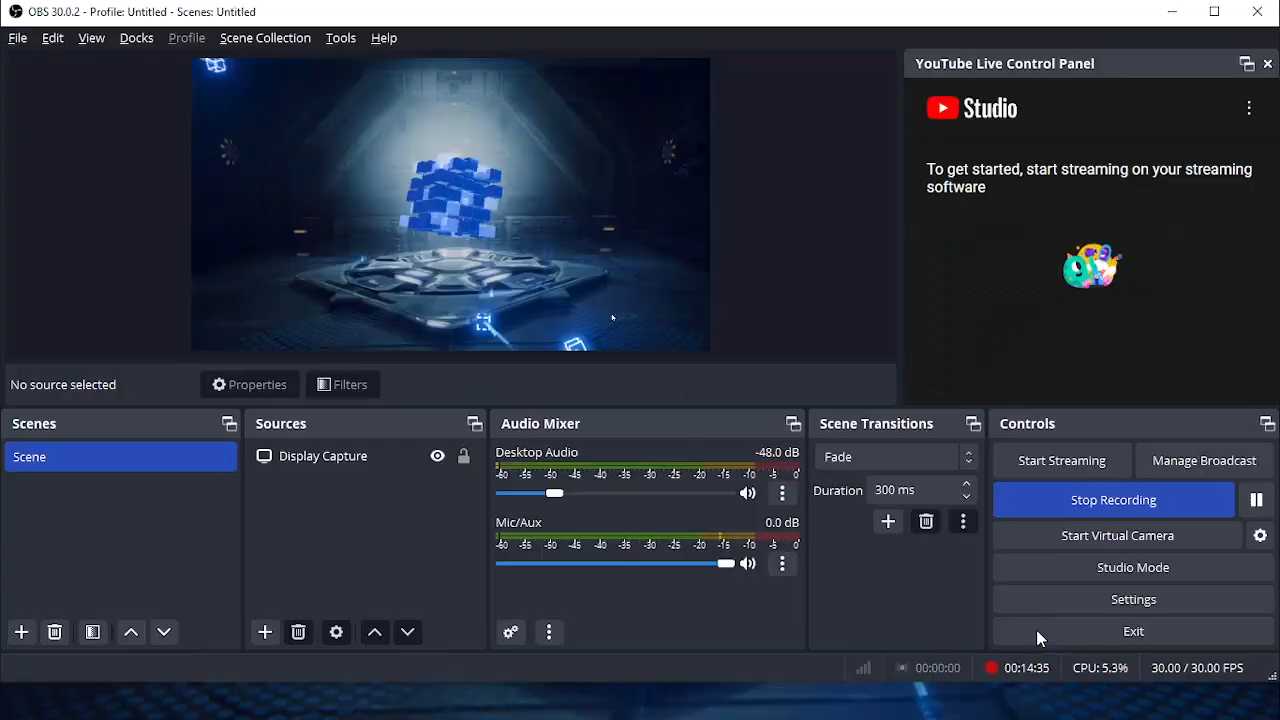 OBS 30.0.2 - Profile: Untitled - Scenes: Untitled
File Edit View Docks Profile Scene Collection Tools Help
YouTube Live Control Panel
Studio
To get started, start streaming on your streaming
software
No source selected
Properties
Filters
Scenes
Scene
Sources
Display Capture
Audio Mixer
Desktop Audio -48.0 dB
-60 -55 -50 -45 -40 -35 -30 -25 -20 -15 -10 -5 0
Mic/Aux 0.0 dB
-60 -55 -50 -45 -40 -35 -30 -25 -20 -15 -10 -5 0
Scene Transitions
Fade
Duration 300 ms
Controls
Start Streaming
Manage Broadcast
Stop Recording
Start Virtual Camera
Studio Mode
Settings
Exit
00:00:00 00:14:35 CPU: 5.3% 30.00 / 30.00 FPS